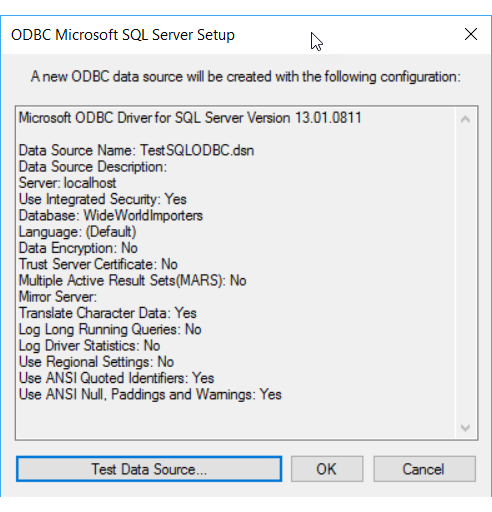 ODBC Microsoft SQL Server Setup
A new ODBC data source will be created with the following configuration:
Microsoft ODBC Driver for SQL Server Version 13.01.0811
Data Source Name: TestSQLODBC.dsn
Data Source Description:
Server: localhost
Use Integrated Security: Yes
Database: WideWorldImporters
Language: (Default)
Data Encryption: No
Trust Server Certificate: No
Multiple Active Result Sets(MARS): No
Mirror Server:
Translate Character Data: Yes
Log Long Running Queries: No
Log Driver Statistics: No
Use Regional Settings: No
Use ANSI Quoted Identifiers: Yes
Use ANSI Null, Paddings and Warnings: Yes
Test Data Source... OK Cancel